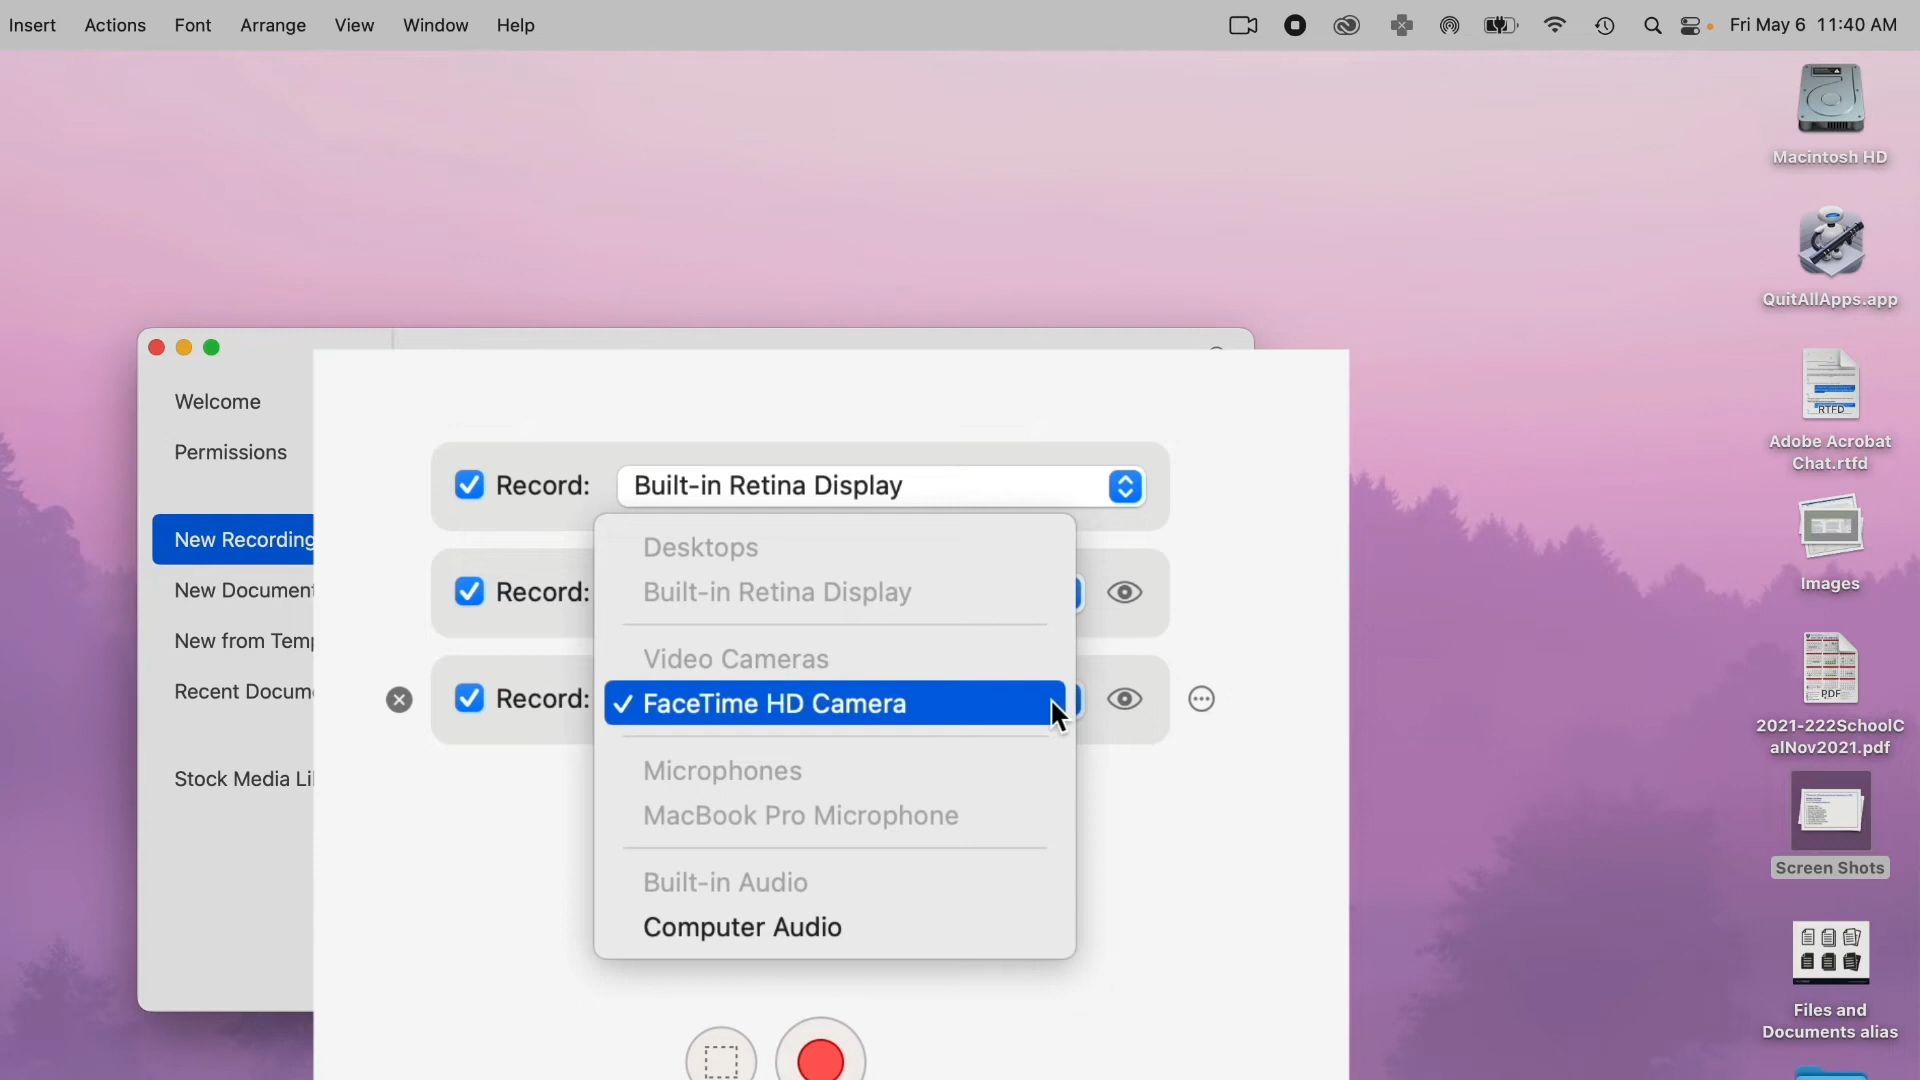 Insert Actions Font Arrange View Window Help Fri May 6 11:40 AM
Macintosh HD
QuitAllApps.app
RTFD
Adobe Acrobat
Chat.rtfd
Images
PDF
2021-222SchoolC
alNov2021.pdf
Screen Shots
Files and
Documents alias
Welcome
Permissions
New Recording
New Document
New from Temp
Recent Docum
Stock Media Li
Record: Built-in Retina Display
Record:
Record:
Desktops
Built-in Retina Display
Video Cameras
✓ FaceTime HD Camera
Microphones
MacBook Pro Microphone
Built-in Audio
Computer Audio